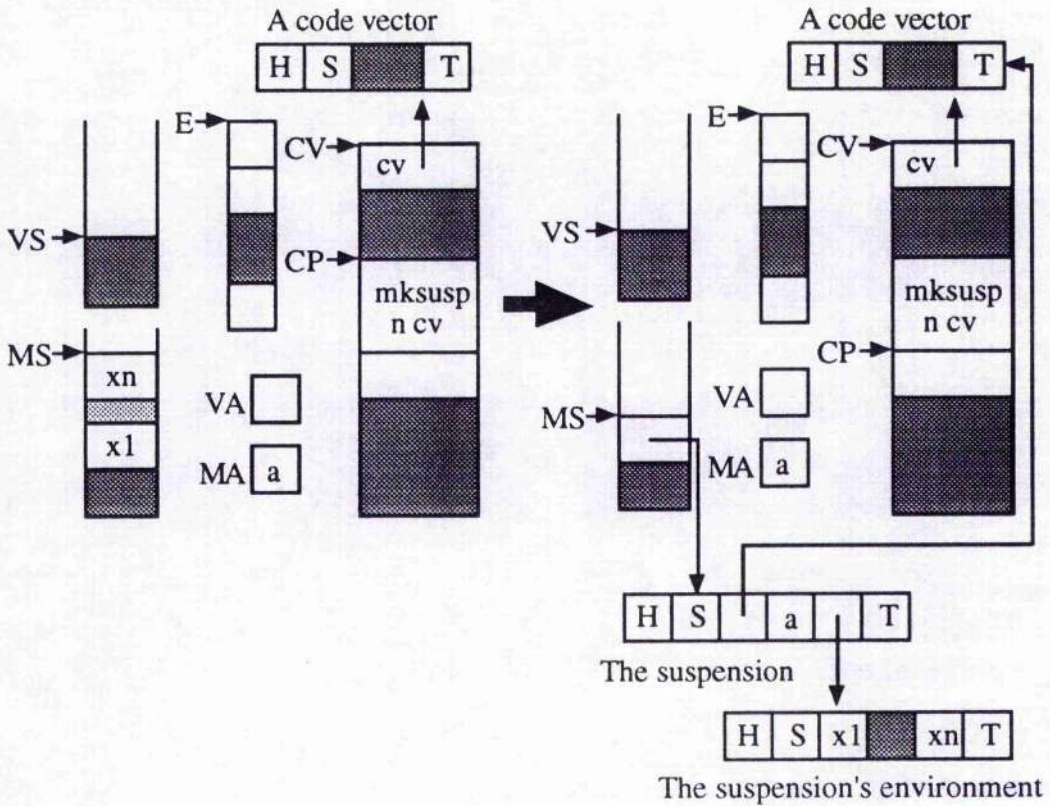 A code vector
H S T
E
CV
cv
VS
CP
mksusp
n cv
MS
xn
VA
x1
MA a
A code vector
H S T
E
CV
cv
VS
mksusp
n cv
CP
VA
MS
MA a
H S a T
The suspension
H S x1 xn T
The suspension's environment